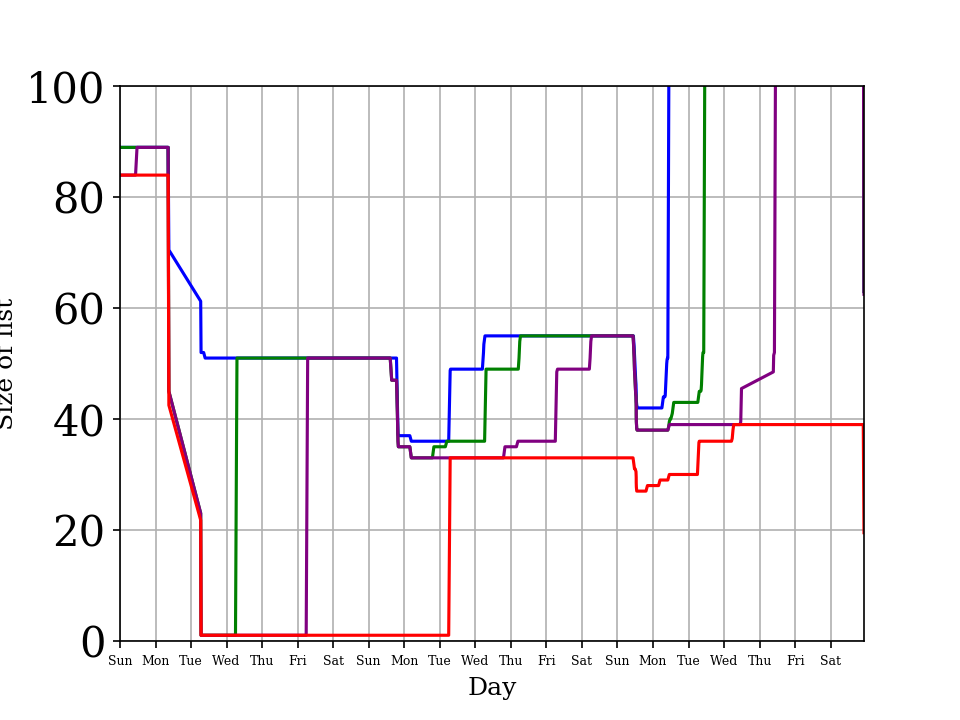 100
80
60
40
20
0
Size of list
Sun Mon Tue Wed Thu Fri Sat Sun Mon Tue Wed Thu Fri Sat Sun Mon Tue Wed Thu Fri Sat
Day